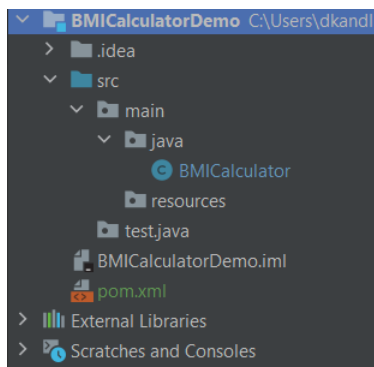 BMICalculatorDemo C:\Users\dkandl
.idea
src
main
java
BMICalculator
resources
test.java
BMICalculatorDemo.iml
pom.xml
External Libraries
Scratches and Consoles